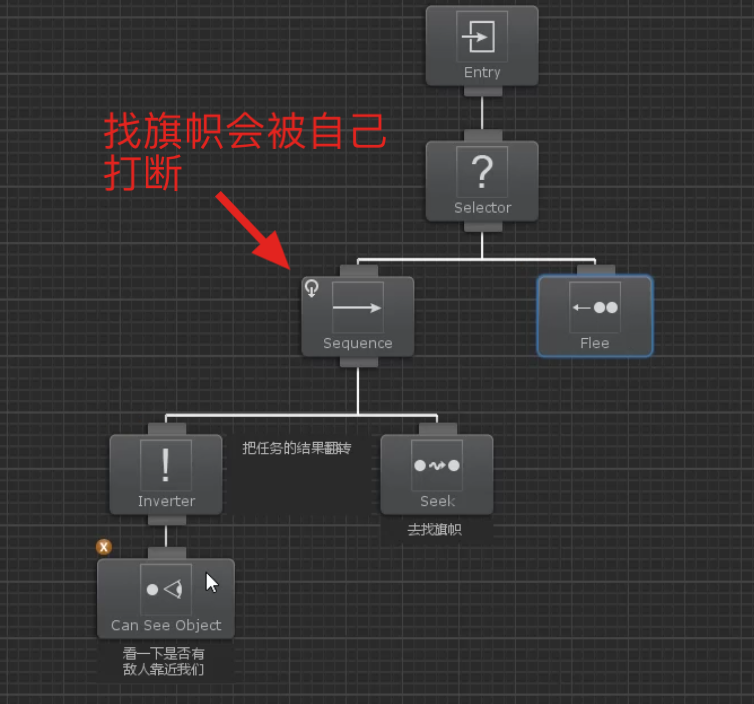 Entry
找旗帜会被自己
打断
?
Selector
Sequence
Flee
!
把任务的结果翻转
Inverter
Seek
去找旗帜
X
Can See Object
看一下是否有
敌人靠近我们